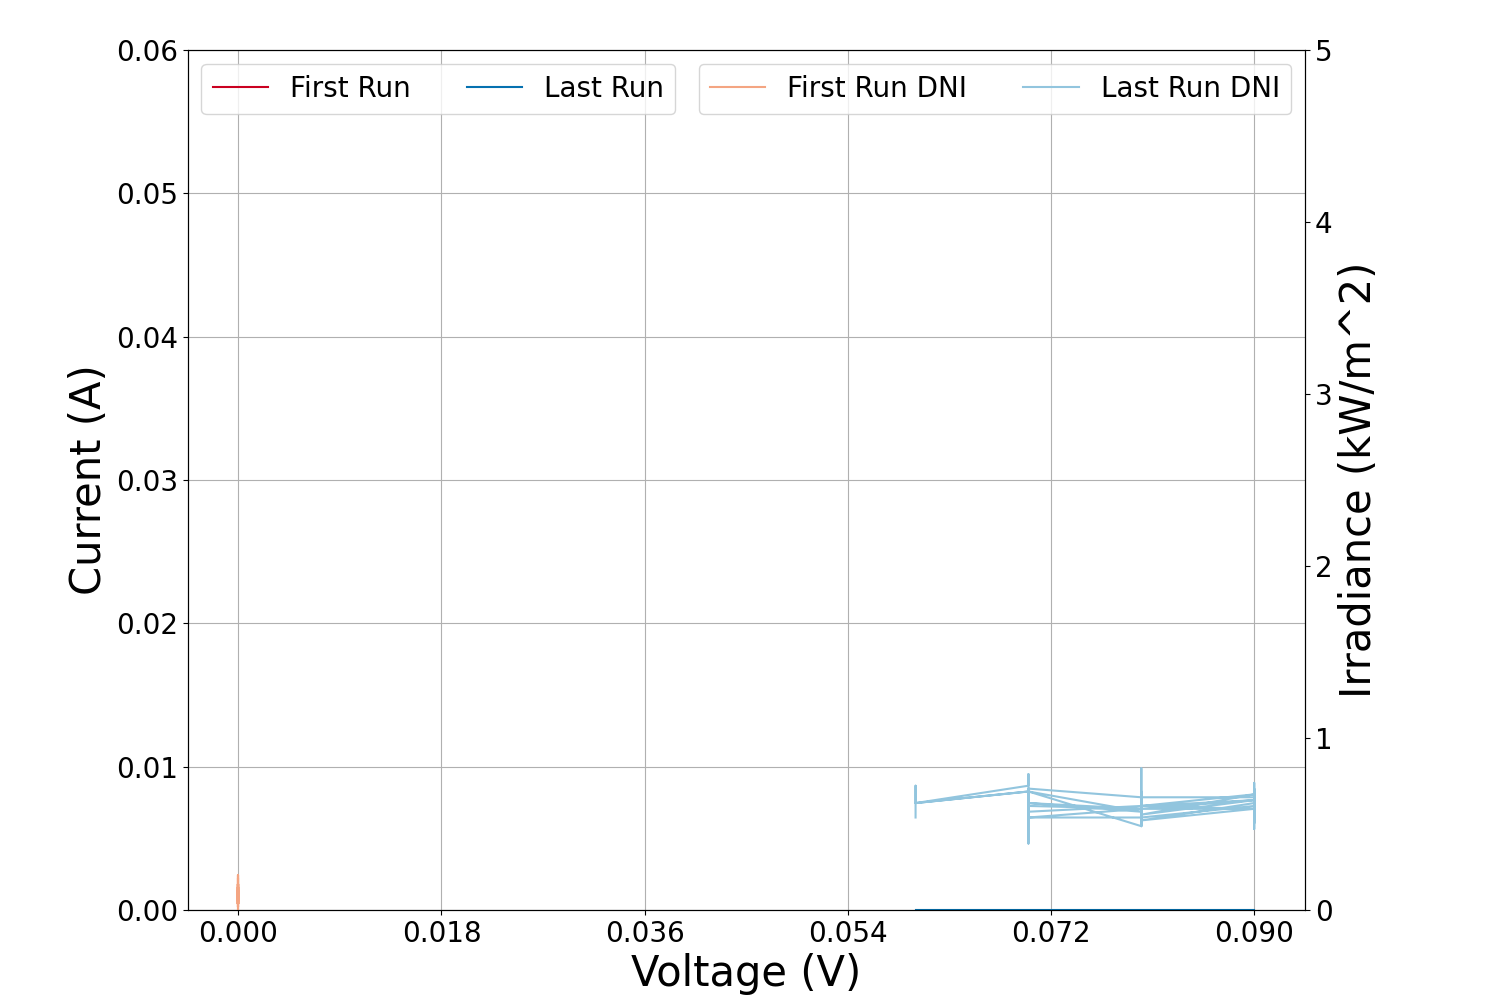 First Run
Last Run
First Run DNI
Last Run DNI
0.06
0.05
0.04
0.03
0.02
0.01
0.00
Current (A)
5
4
3
2
1
0
Irradiance (kW/m^2)
0.000
0.018
0.036
0.054
0.072
0.090
Voltage (V)